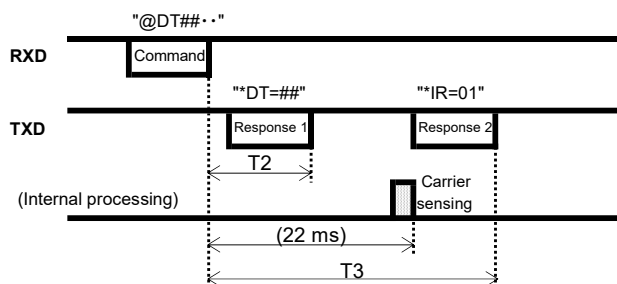 "@DT##··"
RXD
Command
"*DT=##"
"*IR=01"
TXD
Response 1
Response 2
T2
(Internal processing)
Carrier
sensing
(22 ms)
T3